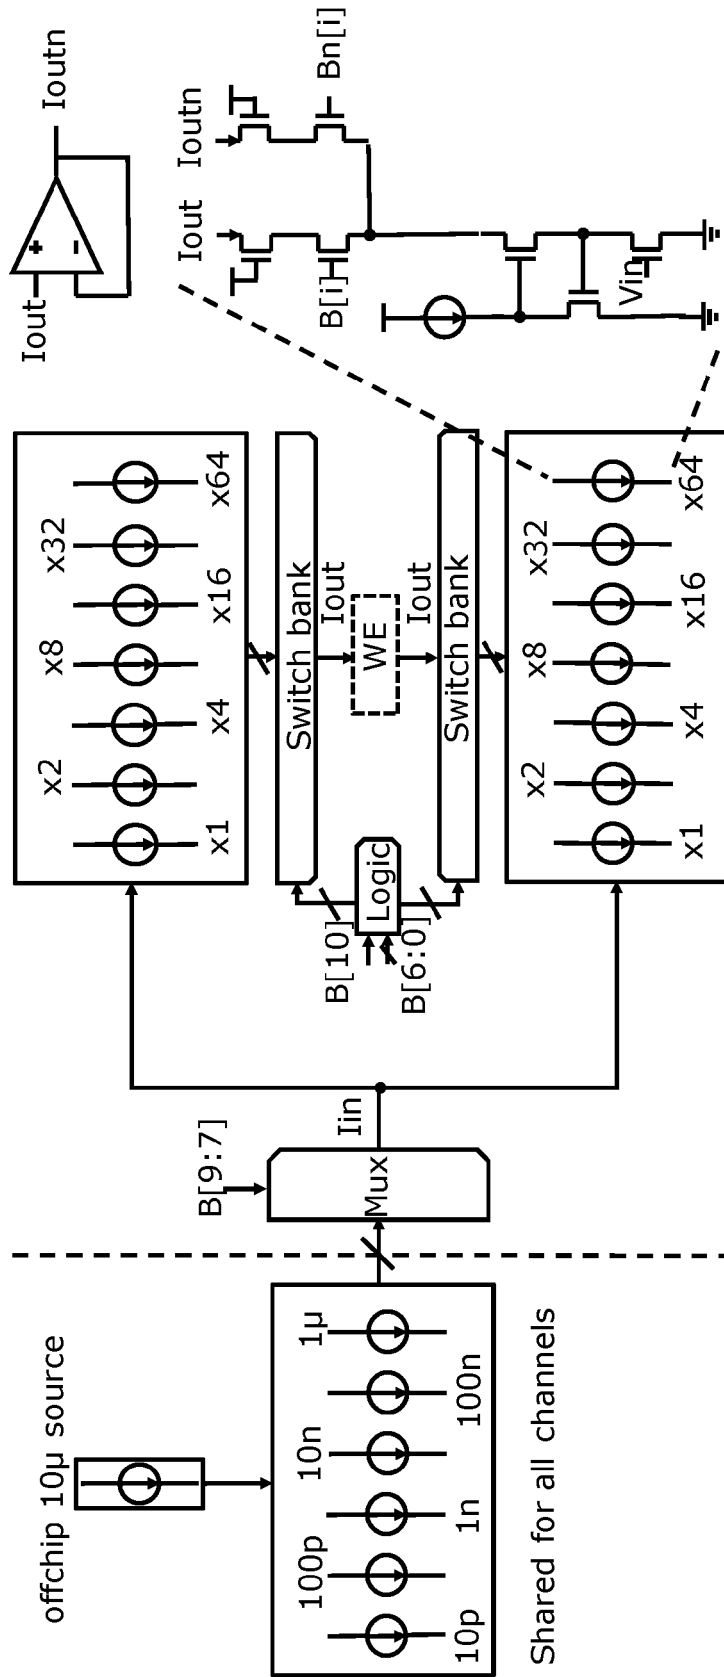 offchip 10μ source
100p
10n
1μ
10p
1n
100n
Shared for all channels
B[9:7]
Mux
Iin
x2
x8
x32
x1
x4
x16
x64
Switch bank
B[10]
Logic
B[6:0]
Iout
WE
Iout
Switch bank
x2
x8
x32
x1
x4
x16
x64
Iout
+
-
Ioutn
Iout
Ioutn
B[i]
Bn[i]
Vin